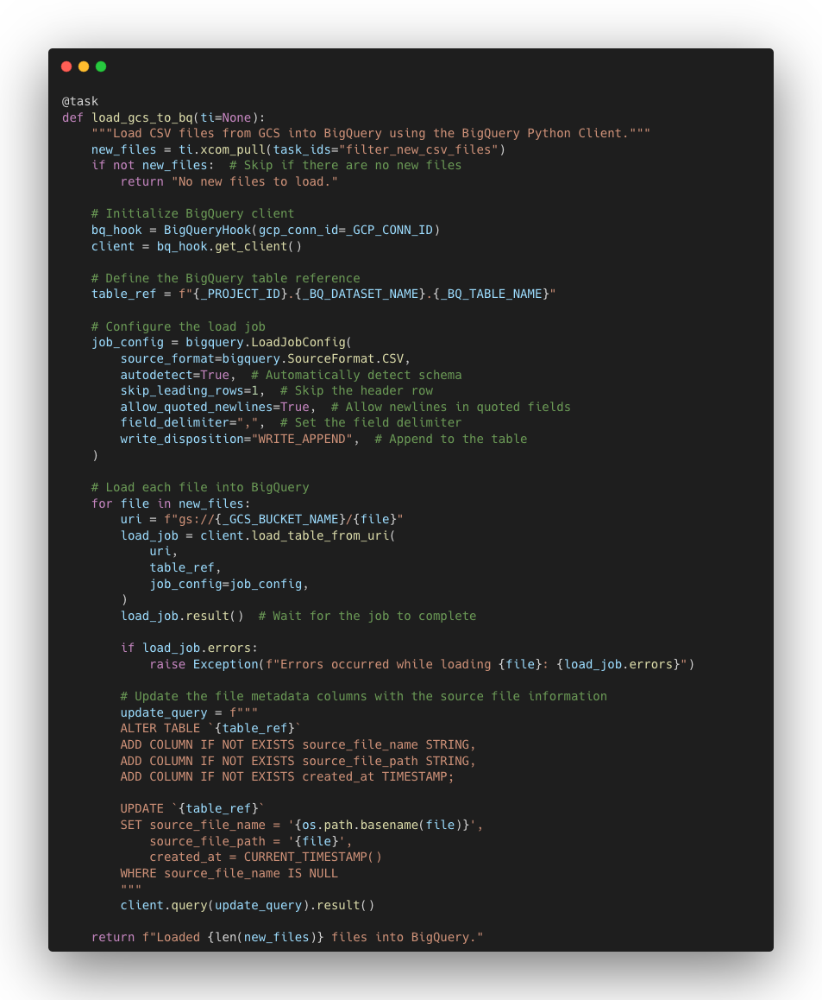 @task
def load_gcs_to_bq(ti=None):
    """Load CSV files from GCS into BigQuery using the BigQuery Python Client."""
    new_files = ti.xcom_pull(task_ids="filter_new_csv_files")
    if not new_files:  # Skip if there are no new files
        return "No new files to load."

    # Initialize BigQuery client
    bq_hook = BigQueryHook(gcp_conn_id=_GCP_CONN_ID)
    client = bq_hook.get_client()

    # Define the BigQuery table reference
    table_ref = f"{_PROJECT_ID}.{_BQ_DATASET_NAME}.{_BQ_TABLE_NAME}"

    # Configure the load job
    job_config = bigquery.LoadJobConfig(
        source_format=bigquery.SourceFormat.CSV,
        autodetect=True,  # Automatically detect schema
        skip_leading_rows=1,  # Skip the header row
        allow_quoted_newlines=True,  # Allow newlines in quoted fields
        field_delimiter=",",  # Set the field delimiter
        write_disposition="WRITE_APPEND",  # Append to the table
    )

    # Load each file into BigQuery
    for file in new_files:
        uri = f"gs://{_GCS_BUCKET_NAME}/{file}"
        load_job = client.load_table_from_uri(
            uri,
            table_ref,
            job_config=job_config,
        )
        load_job.result()  # Wait for the job to complete

        if load_job.errors:
            raise Exception(f"Errors occurred while loading {file}: {load_job.errors}")

        # Update the file metadata columns with the source file information
        update_query = f"""
        ALTER TABLE `{table_ref}`
        ADD COLUMN IF NOT EXISTS source_file_name STRING,
        ADD COLUMN IF NOT EXISTS source_file_path STRING,
        ADD COLUMN IF NOT EXISTS created_at TIMESTAMP;

        UPDATE `{table_ref}`
        SET source_file_name = '{os.path.basename(file)}',
            source_file_path = '{file}',
            created_at = CURRENT_TIMESTAMP()
        WHERE source_file_name IS NULL
        """
        client.query(update_query).result()

    return f"Loaded {len(new_files)} files into BigQuery."